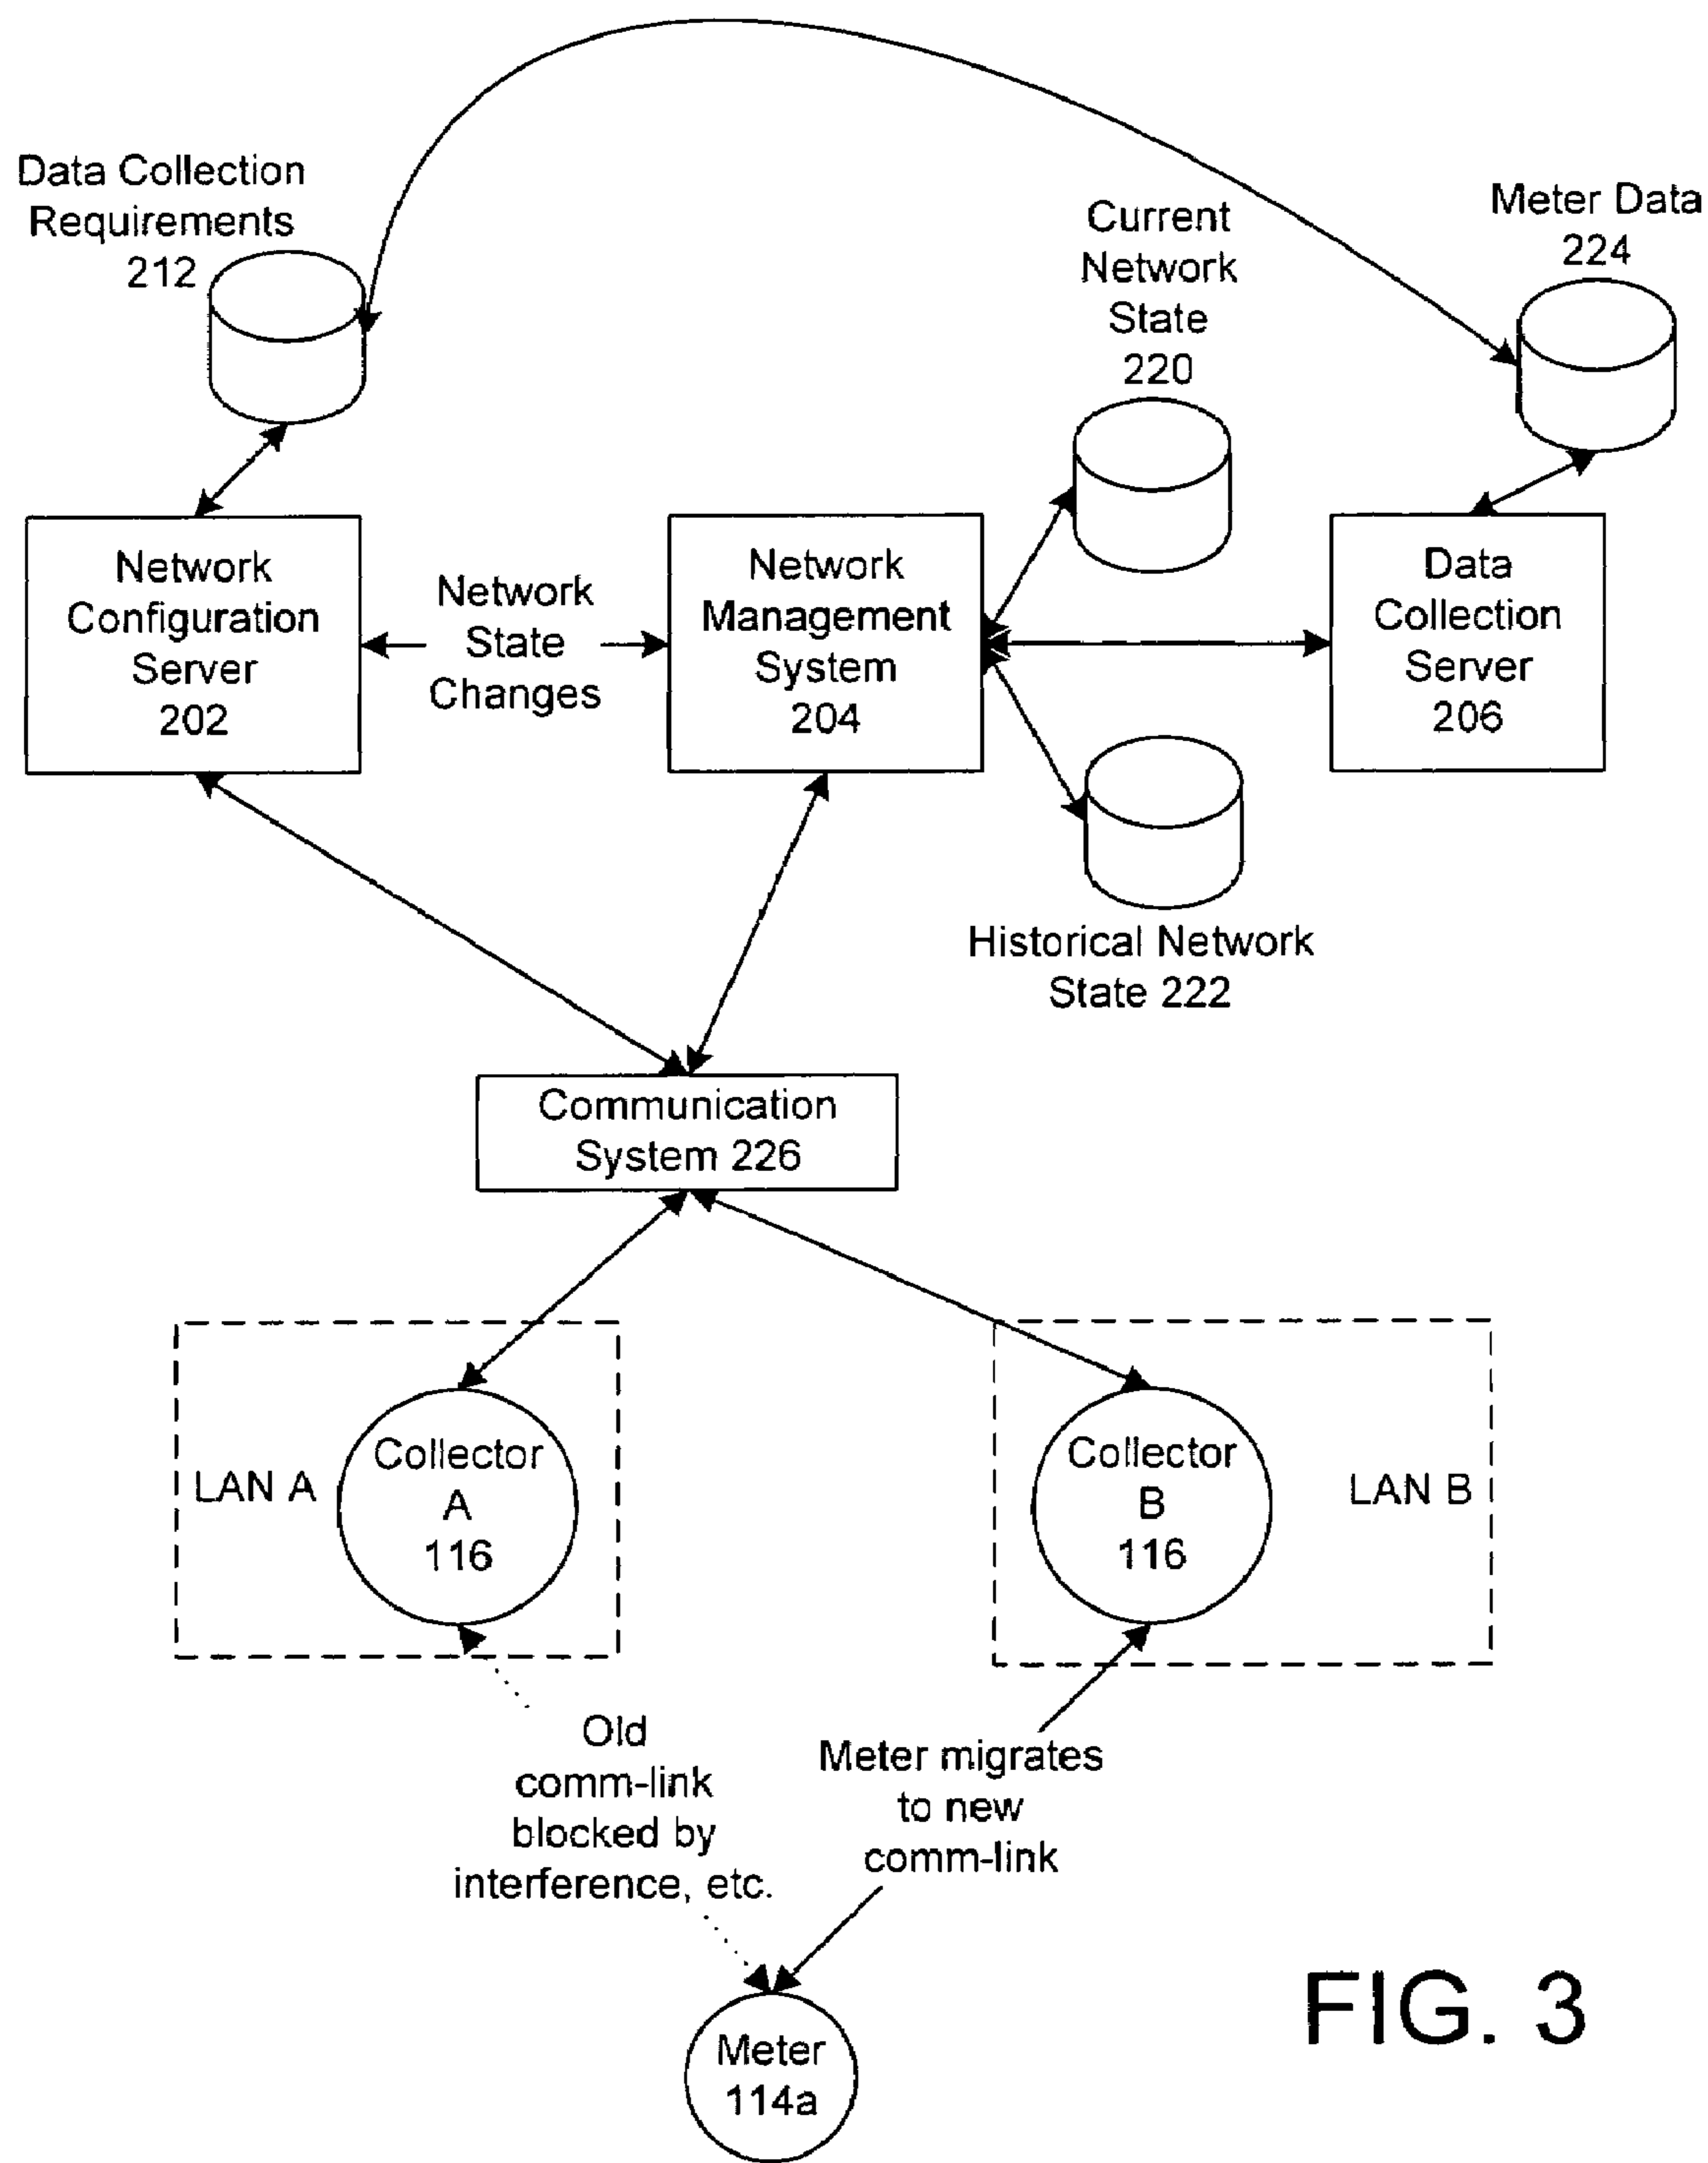 Data Collection
Requirements
212
Current
Network
State
220
Meter Data
224
Network
Configuration
Server
202
Network
State
Changes
Network
Management
System
204
Data
Collection
Server
206
Historical Network
State 222
Communication
System 226
LAN A
Collector
A
116
Collector
B
116
LAN B
Old
comm-link
blocked by
interference, etc.
Meter migrates
to new
comm-link
Meter
114a
FIG. 3